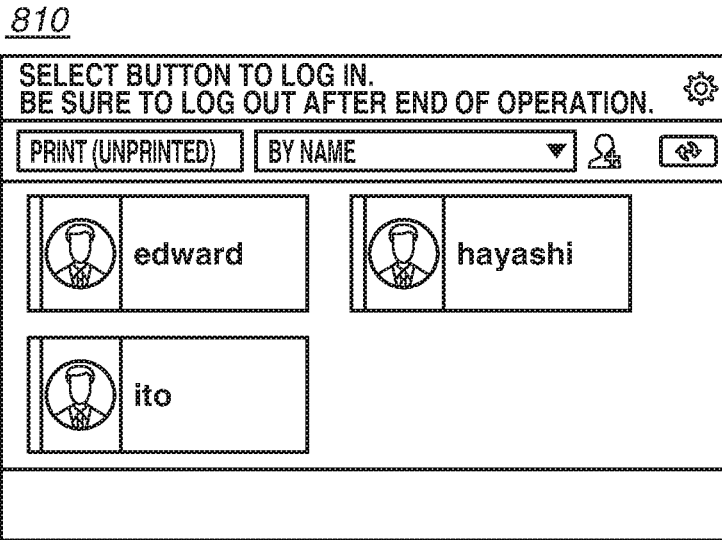 810
SELECT BUTTON TO LOG IN.
BE SURE TO LOG OUT AFTER END OF OPERATION.
PRINT (UNPRINTED) BY NAME
edward hayashi
ito